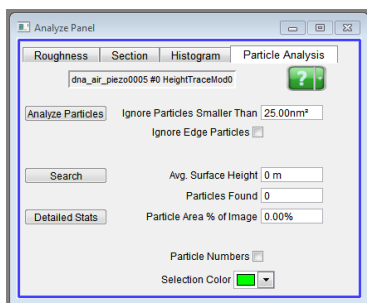 Analyze Panel
Roughness Section Histogram Particle Analysis
dna_air_piezo0005 #0 HeightTraceMod0
?
Analyze Particles Ignore Particles Smaller Than 25.00nm²
Ignore Edge Particles
Search Avg. Surface Height 0 m
Particles Found 0
Detailed Stats Particle Area % of Image 0.00%
Particle Numbers
Selection Color